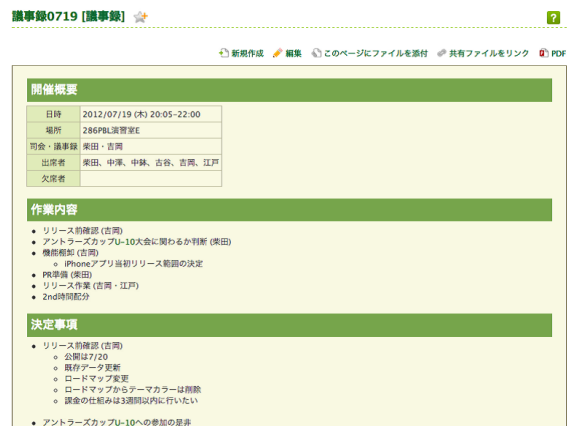 議事録0719 [議事録]
?
新規作成 編集 このページにファイルを添付 共有ファイルをリンク PDF
開催概要
日時 2012/07/19 (木) 20:05-22:00
場所 286PBL演習室E
司会・議事録 柴田・吉岡
出席者 柴田、中澤、中鉢、古谷、吉岡、江戸
欠席者
作業内容
リリース前確認 (吉岡)
アントラーズカップU-10大会に関わるか判断 (柴田)
機能棚卸 (吉岡)
iPhoneアプリ当初リリース範囲の決定
PR準備 (柴田)
リリース作業 (吉岡・江戸)
2nd時間配分
決定事項
リリース前確認 (吉岡)
公開は7/20
既存データ更新
ロードマップ変更
ロードマップからテーマカラーは削除
課金の仕組みは3週間以内に行いたい
アントラーズカップU-10への参加の是非